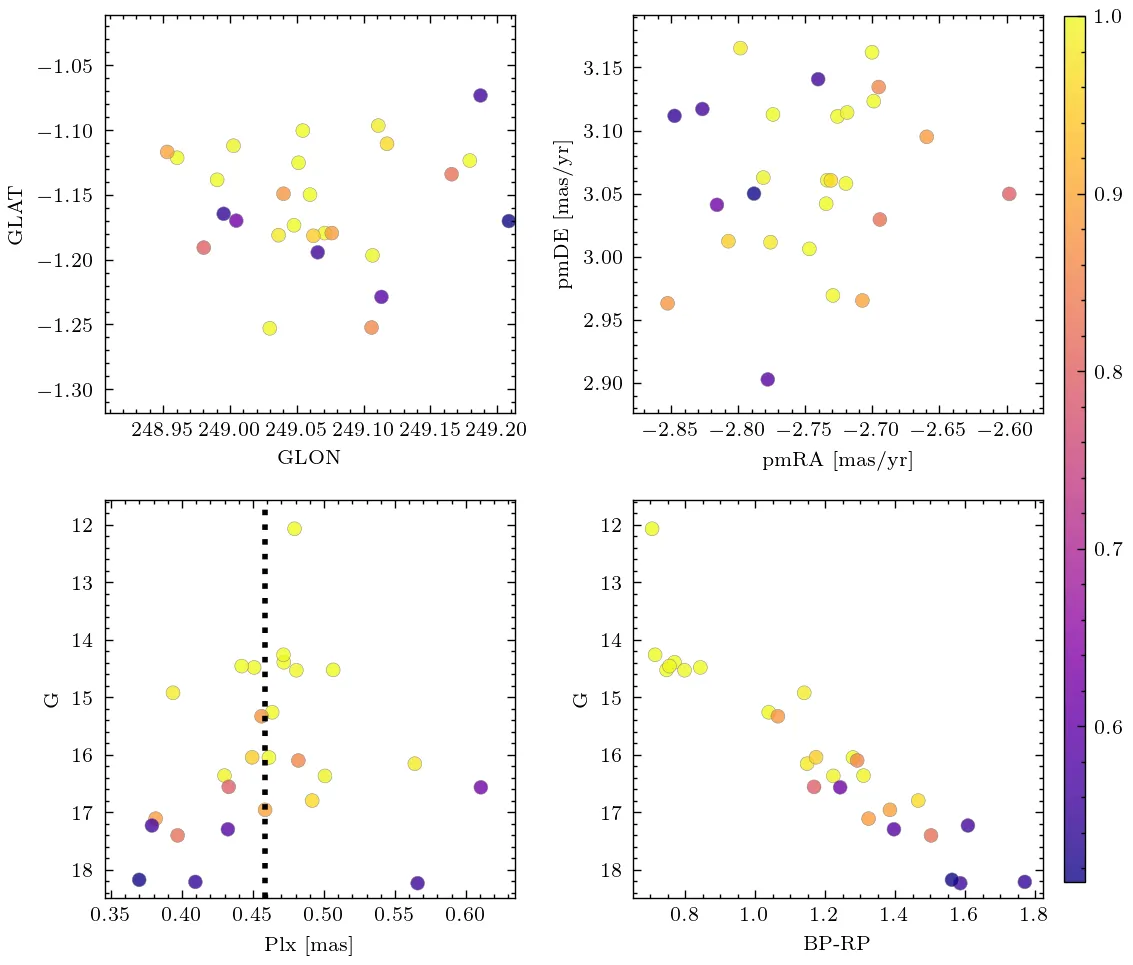 −1.05
−1.10
−1.15
−1.20
−1.25
−1.30
GLAT
248.95 249.00 249.05 249.10 249.15 249.20
GLON
3.15
3.10
3.05
3.00
2.95
2.90
pmDE [mas/yr]
−2.85 −2.80 −2.75 −2.70 −2.65 −2.60
pmRA [mas/yr]
12
13
14
15
16
17
18
G
0.35 0.40 0.45 0.50 0.55 0.60
Plx [mas]
12
13
14
15
16
17
18
G
0.8 1.0 1.2 1.4 1.6 1.8
BP-RP
1.0
0.9
0.8
0.7
0.6